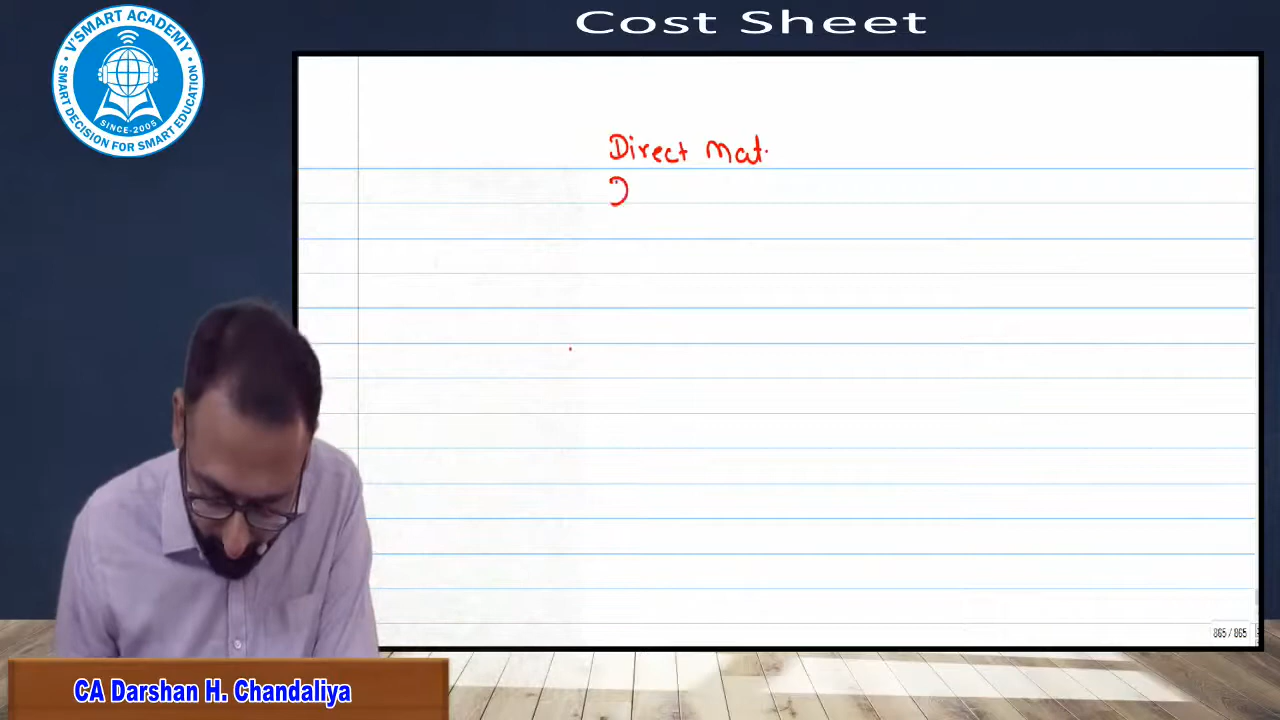 Cost Sheet
V'SMART ACADEMY
SMART DECISION FOR SMART EDUCATION
SINCE-2005
Direct Mat.
D
865 / 865
CA Darshan H. Chandaliya